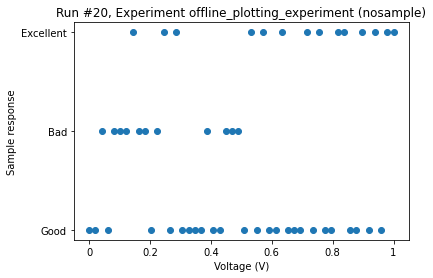 Run #20, Experiment offline_plotting_experiment (nosample)
Excellent
Bad
Good
Sample response
0 0.2 0.4 0.6 0.8 1
Voltage (V)